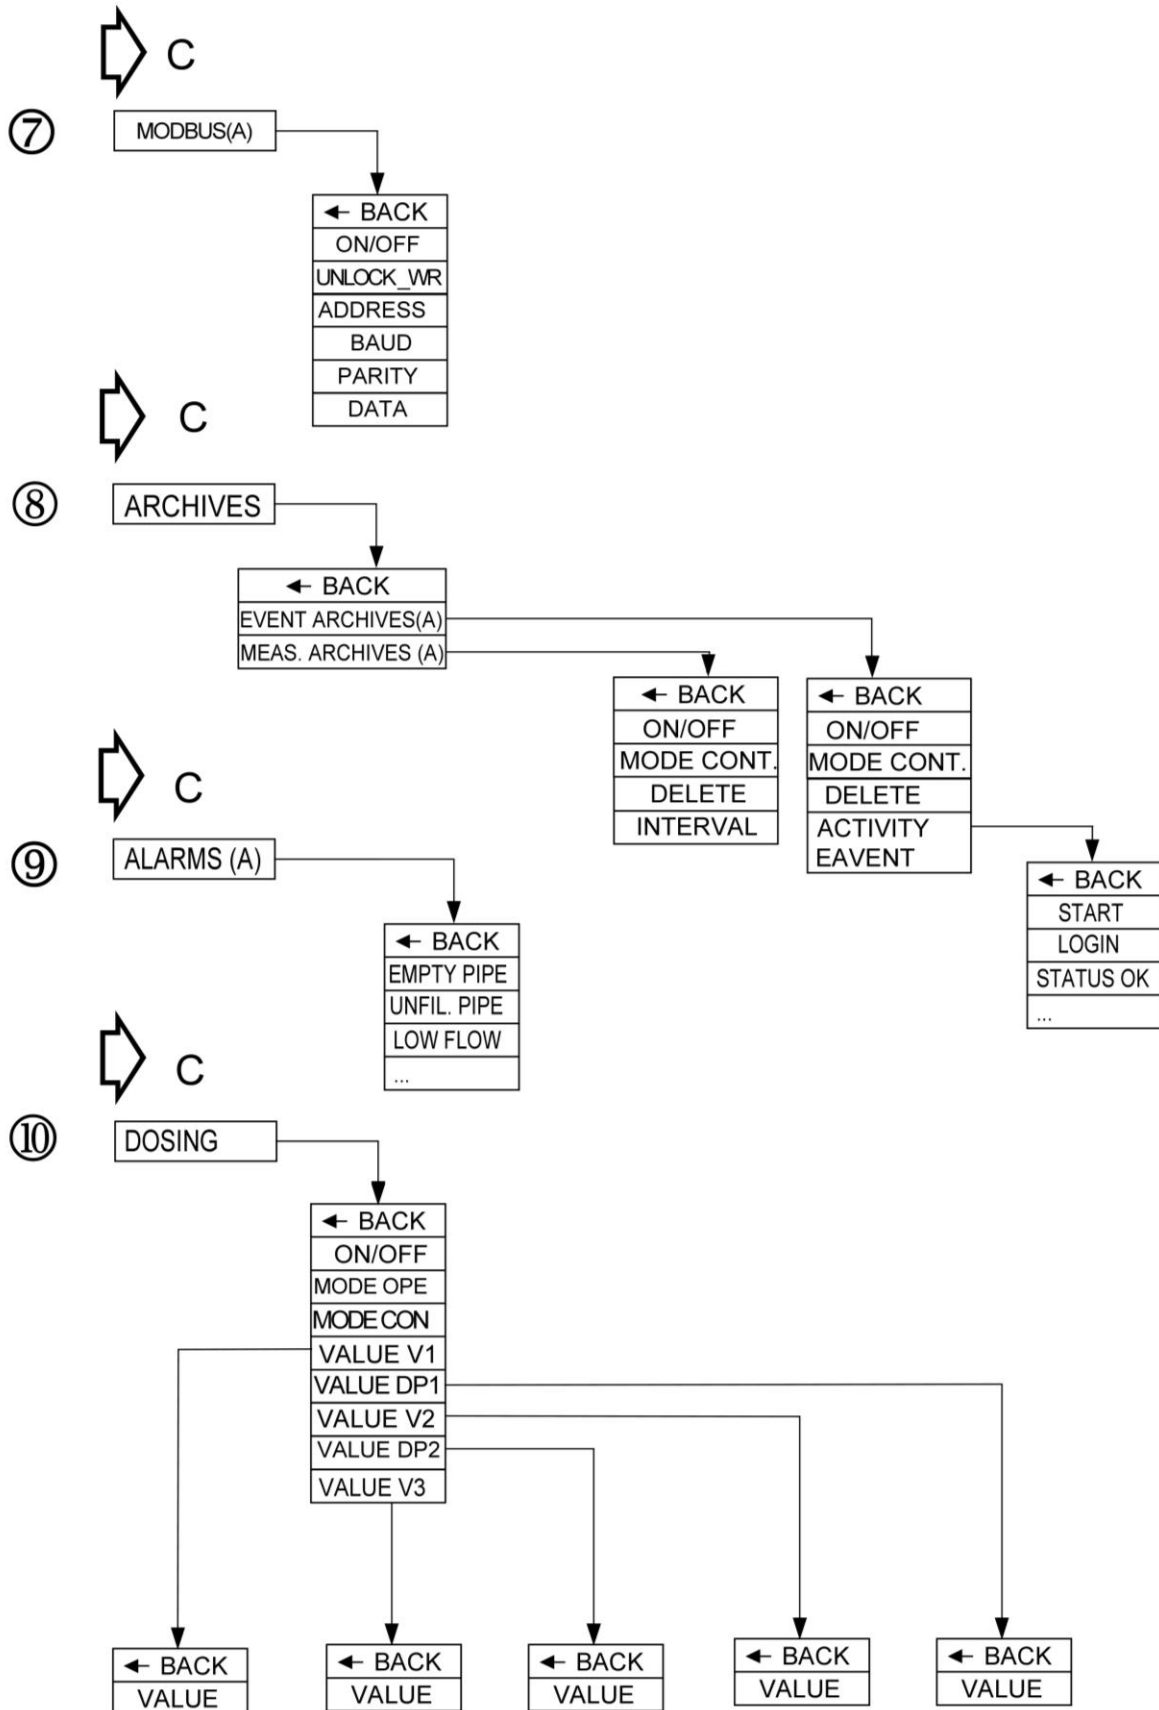 C
⑦
MODBUS(A)
← BACK
ON/OFF
UNLOCK_WR
ADDRESS
BAUD
PARITY
DATA
C
⑧
ARCHIVES
← BACK
EVENT ARCHIVES(A)
MEAS. ARCHIVES (A)
← BACK
ON/OFF
MODE CONT.
DELETE
INTERVAL
← BACK
ON/OFF
MODE CONT.
DELETE
ACTIVITY
EAVENT
← BACK
START
LOGIN
STATUS OK
...
C
⑨
ALARMS (A)
← BACK
EMPTY PIPE
UNFIL. PIPE
LOW FLOW
...
C
⑩
DOSING
← BACK
ON/OFF
MODE OPE
MODE CON
VALUE V1
VALUE DP1
VALUE V2
VALUE DP2
VALUE V3
← BACK
VALUE
← BACK
VALUE
← BACK
VALUE
← BACK
VALUE
← BACK
VALUE